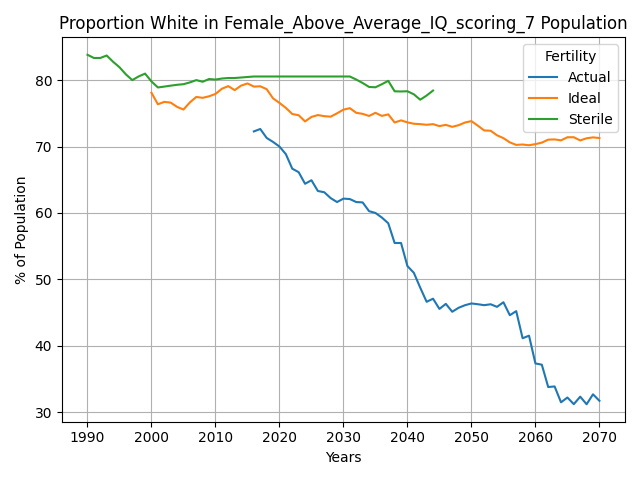 Proportion White in Female_Above_Average_IQ_scoring_7 Population
Fertility
Actual
Ideal
Sterile
% of Population
80
70
60
50
40
30
1990
2000
2010
2020
2030
2040
2050
2060
2070
Years